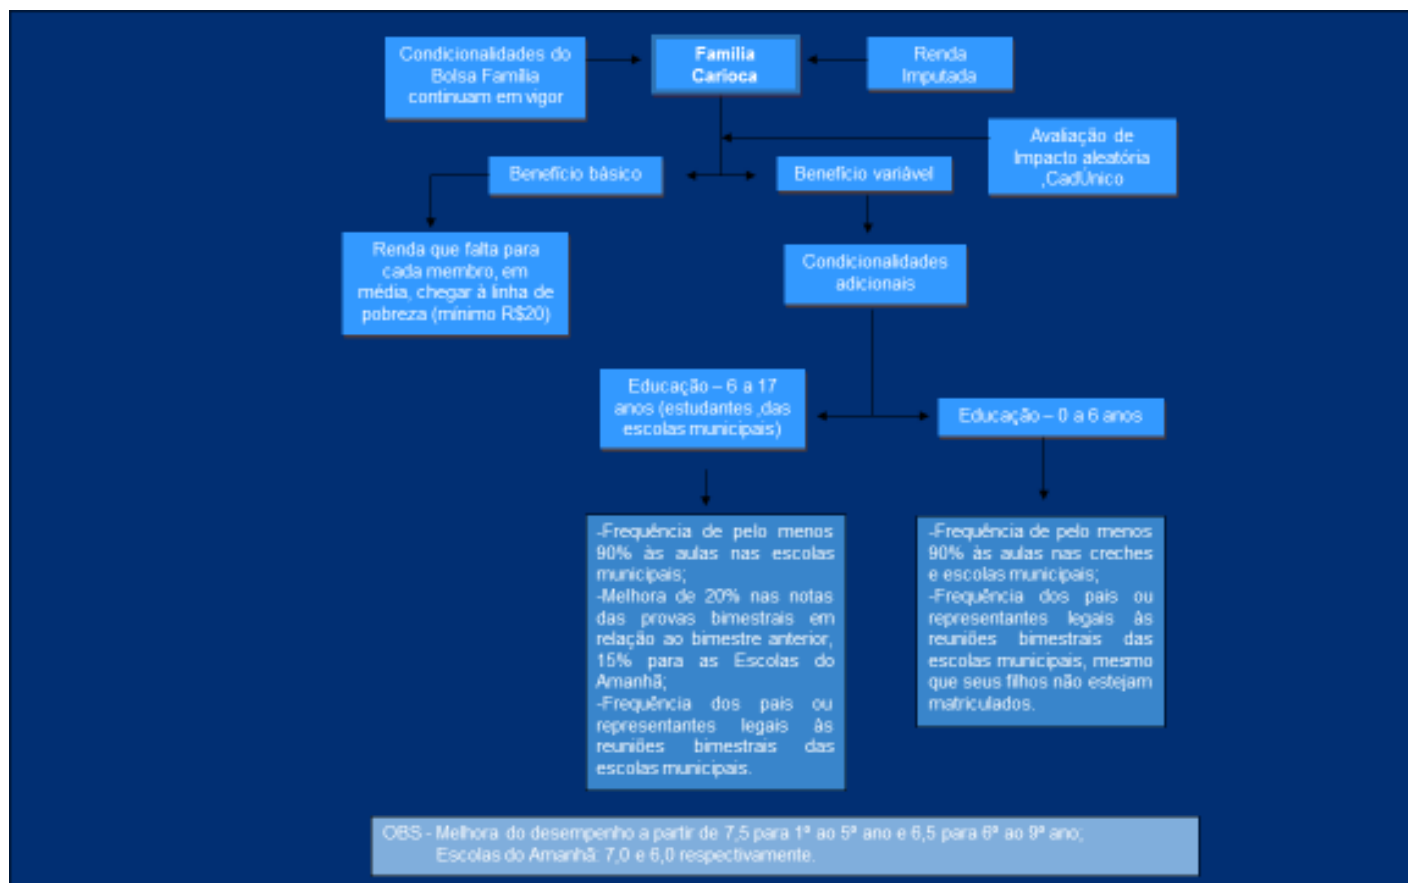 Condicionalidades do
Bolsa Família
continuam em vigor
Familia
Carioca
Renda
Imputada
Avaliação de
Impacto aleatória
,CadÚnico
Benefício básico
Benefício variável
Renda que falta para
cada membro, em
média, chegar à linha de
pobreza (mínimo R$20)
Condicionalidades
adicionais
Educação – 6 a 17
anos (estudantes ,das
escolas municipais)
Educação – 0 a 6 anos
-Frequência de pelo menos
90% às aulas nas escolas
municipais;
-Melhora de 20% nas notas
das provas bimestrais em
relação ao bimestre anterior,
15% para as Escolas do
Amanhã;
-Frequência dos pais ou
representantes legais às
reuniões bimestrais das
escolas municipais.
-Frequência de pelo menos
90% às aulas nas creches
e escolas municipais;
-Frequência dos pais ou
representantes legais às
reuniões bimestrais das
escolas municipais, mesmo
que seus filhos não estejam
matriculados.
OBS - Melhora do desempenho a partir de 7,5 para 1º ao 5º ano e 6,5 para 6º ao 9º ano;
Escolas do Amanhã: 7,0 e 6,0 respectivamente.